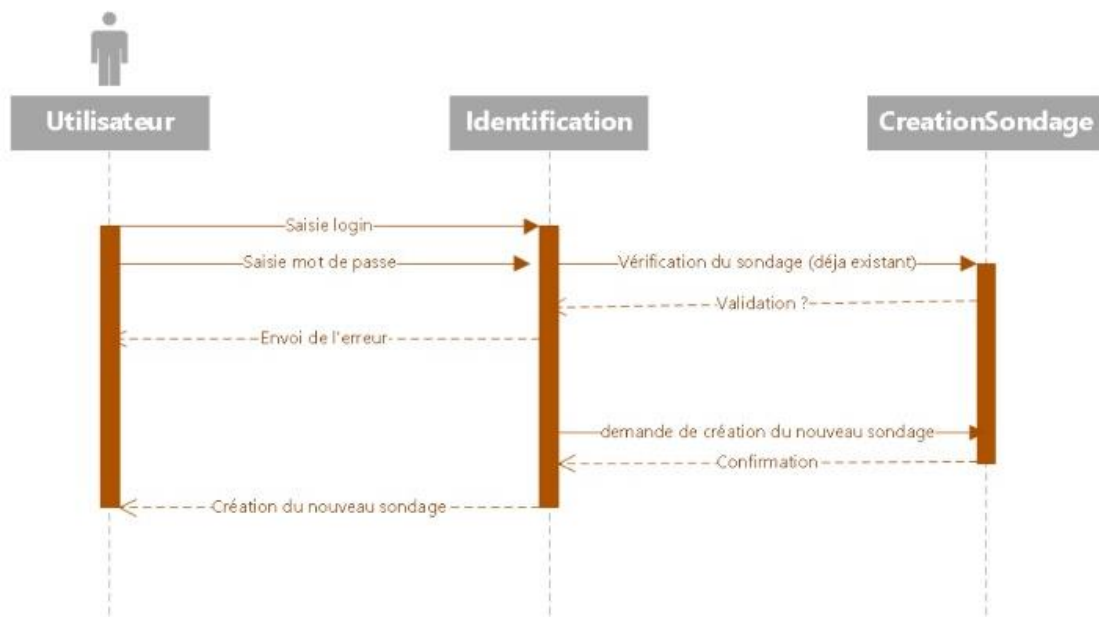 Utilisateur
Identification
CreationSondage
Saisie login
Saisie mot de passe
Vérification du sondage (déja existant)
Validation ?
Envoi de l'erreur
demande de création du nouveau sondage
Confirmation
Création du nouveau sondage